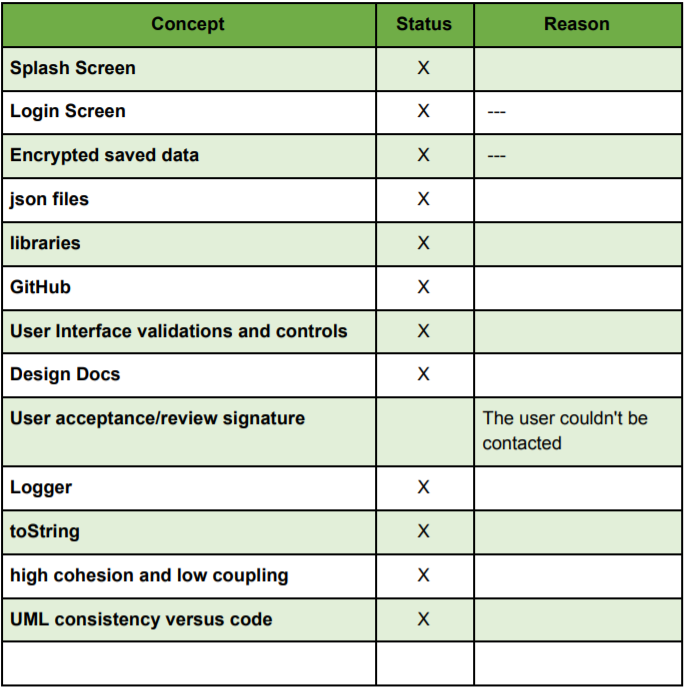 Concept Status Reason
Splash Screen X
Login Screen X ---
Encrypted saved data X ---
json files X
libraries X
GitHub X
User Interface validations and controls X
Design Docs X
User acceptance/review signature The user couldn't be
contacted
Logger X
toString X
high cohesion and low coupling X
UML consistency versus code X